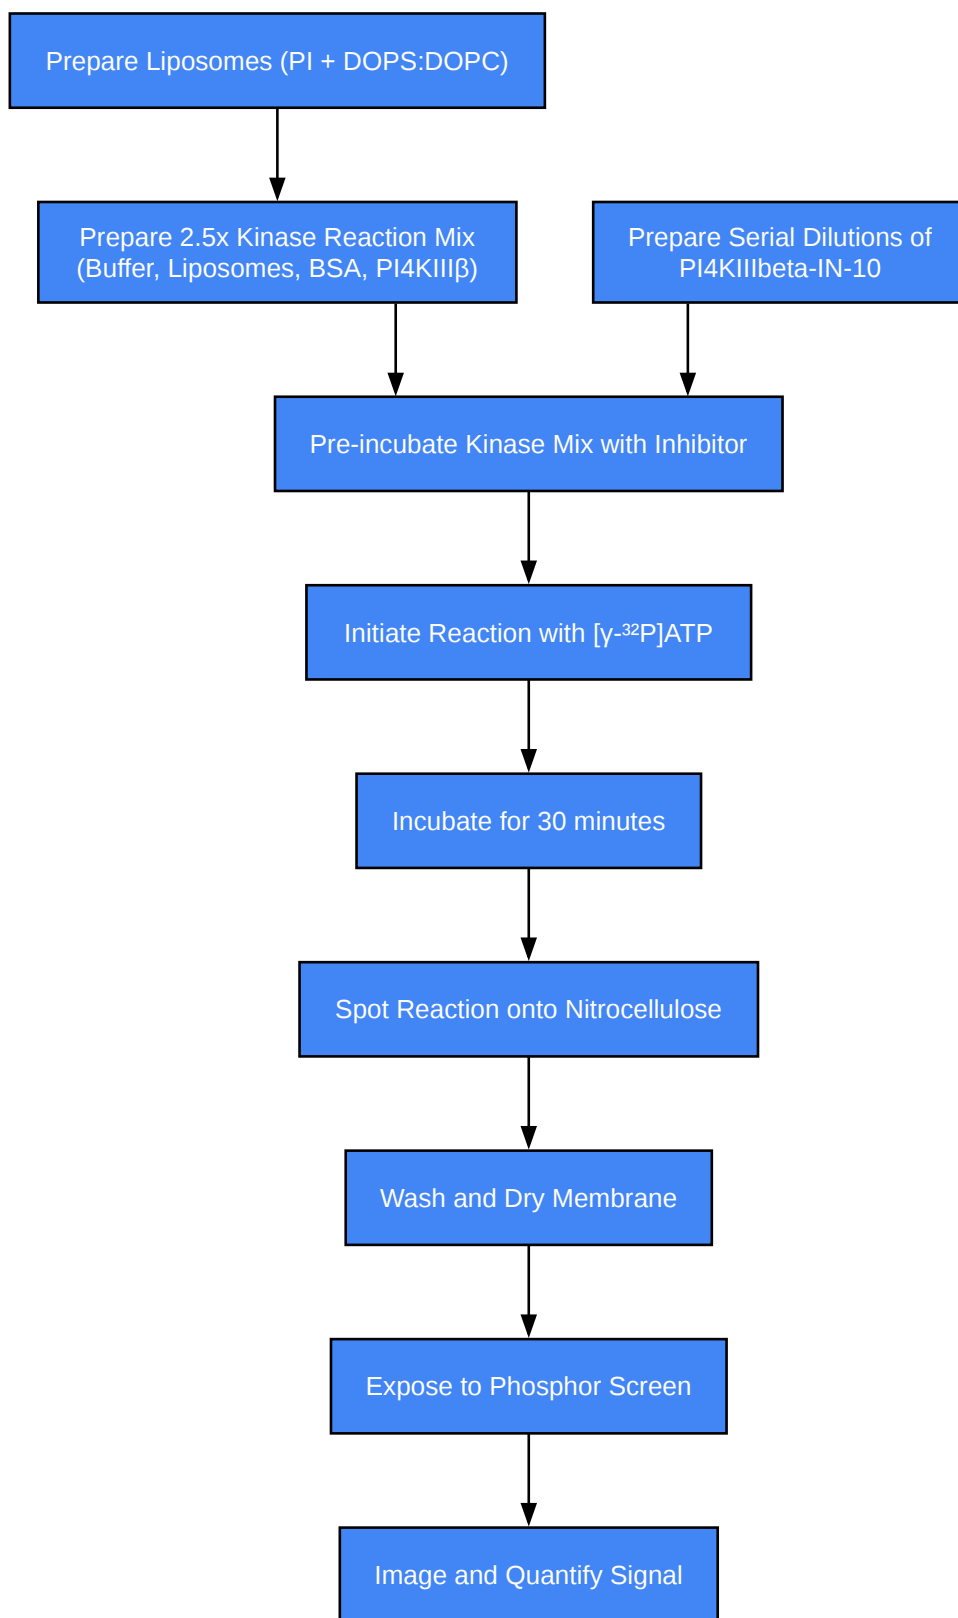 Prepare Liposomes (PI + DOPS:DOPC)
Prepare 2.5x Kinase Reaction Mix
(Buffer, Liposomes, BSA, PI4KIIIβ)
Prepare Serial Dilutions of
PI4KIIIbeta-IN-10
Pre-incubate Kinase Mix with Inhibitor
Initiate Reaction with [γ-³²P]ATP
Incubate for 30 minutes
Spot Reaction onto Nitrocellulose
Wash and Dry Membrane
Expose to Phosphor Screen
Image and Quantify Signal